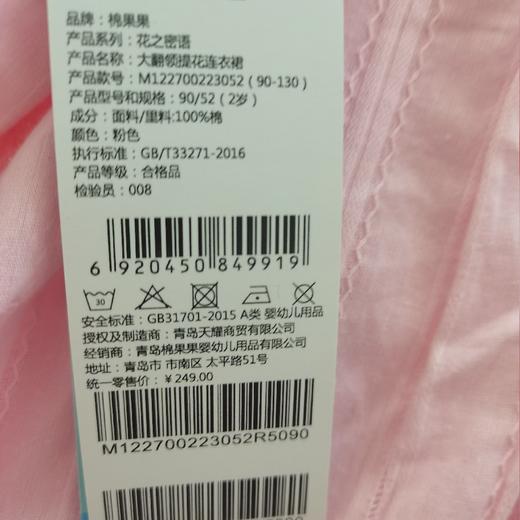 品牌：棉果果
产品系列：花之密语
产品名称：大翻领提花连衣裙
产品款号：M122700223052（90-130）
产品型号和规格：90/52（2岁）
成分：面料/里料:100%棉
颜色：粉色
执行标准：GB/T33271-2016
产品等级：合格品
检验员：008
6 920450 849919
30
安全标准：GB31701-2015 A类 婴幼儿用品
授权及制造商：青岛天耀商贸有限公司
经销商：青岛棉果果婴幼儿用品有限公司
地址：青岛市 市南区 太平路51号
统一零售价：¥249.00
M122700223052R5090